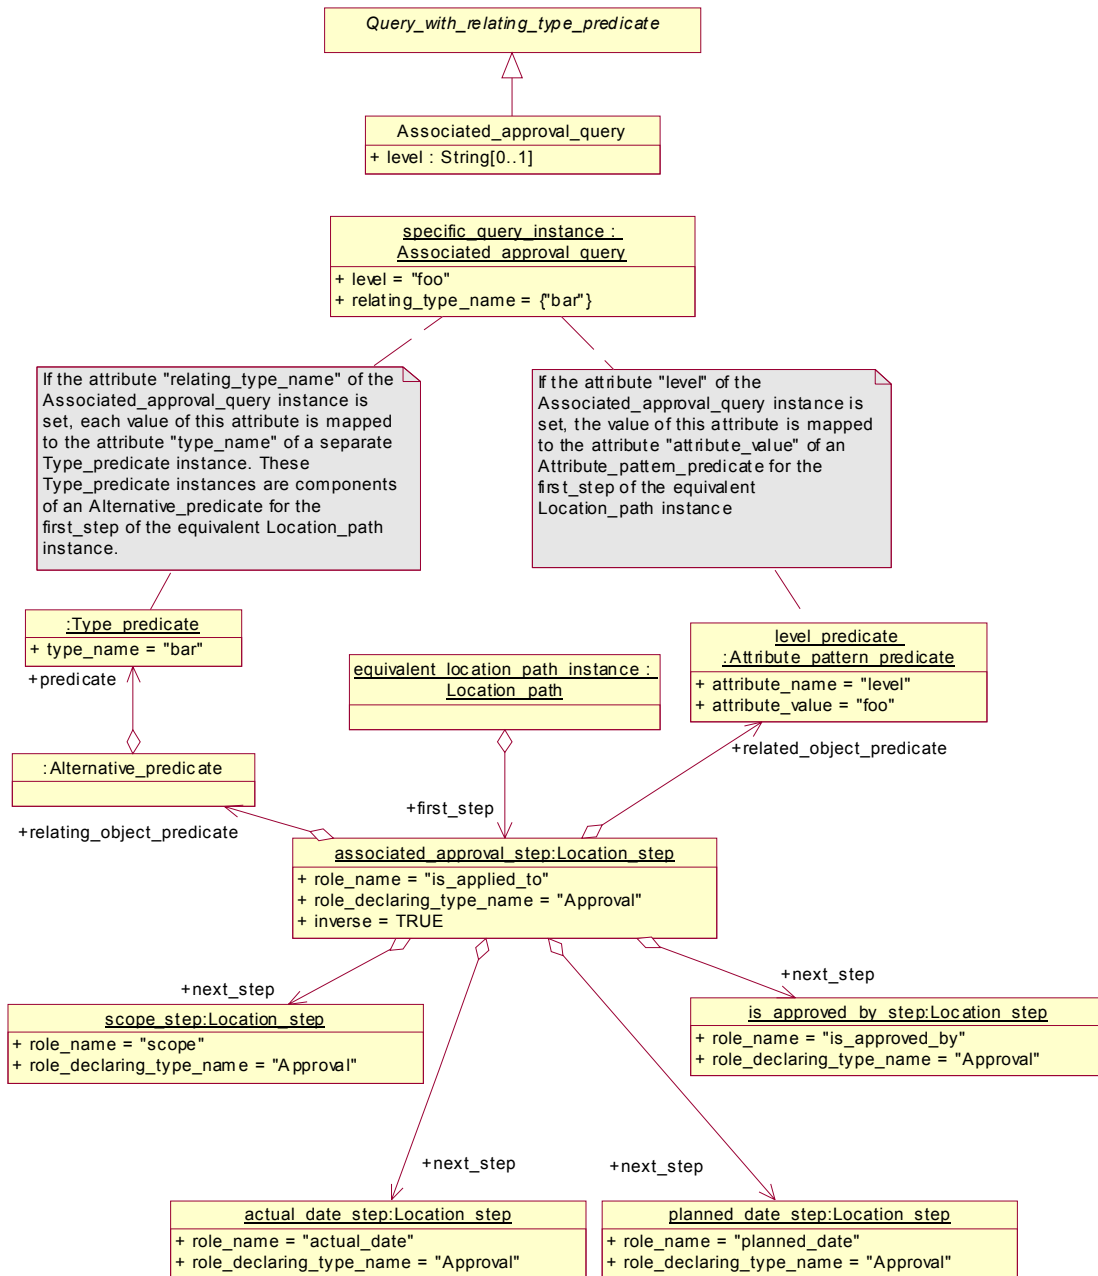 Query_with_relating_type_predicate
Associated_approval_query
+ level : String[0..1]
specific_query_instance :
Associated_approval_query
+ level = "foo"
+ relating_type_name = {"bar"}
If the attribute "relating_type_name" of the
Associated_approval_query instance is
set, each value of this attribute is mapped
to the attribute "type_name" of a separate
Type_predicate instance. These
Type_predicate instances are components
of an Alternative_predicate for the
first_step of the equivalent Location_path
instance.
If the attribute "level" of the
Associated_approval_query instance is
set, the value of this attribute is mapped
to the attribute "attribute_value" of an
Attribute_pattern_predicate for the
first_step of the equivalent
Location_path instance
:Type_predicate
+ type_name = "bar"
+predicate
equivalent_location_path_instance :
Location_path
level_predicate
:Attribute_pattern_predicate
+ attribute_name = "level"
+ attribute_value = "foo"
+related_object_predicate
:Alternative_predicate
+first_step
+relating_object_predicate
associated_approval_step:Location_step
+ role_name = "is_applied_to"
+ role_declaring_type_name = "Approval"
+ inverse = TRUE
+next_step
+next_step
scope_step:Location_step
+ role_name = "scope"
+ role_declaring_type_name = "Approval"
is_approved_by_step:Location_step
+ role_name = "is_approved_by"
+ role_declaring_type_name = "Approval"
+next_step
+next_step
actual_date_step:Location_step
+ role_name = "actual_date"
+ role_declaring_type_name = "Approval"
planned_date_step:Location_step
+ role_name = "planned_date"
+ role_declaring_type_name = "Approval"